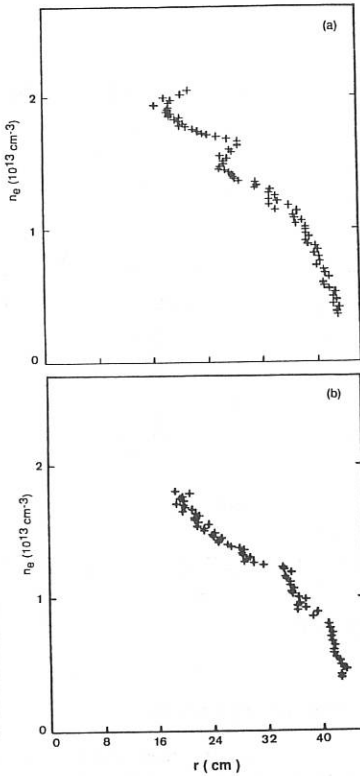 (a)
2
1
0
n_e (10^13 cm^-3)
(b)
2
1
0
n_e (10^13 cm^-3)
0 8 16 24 32 40
r ( cm )